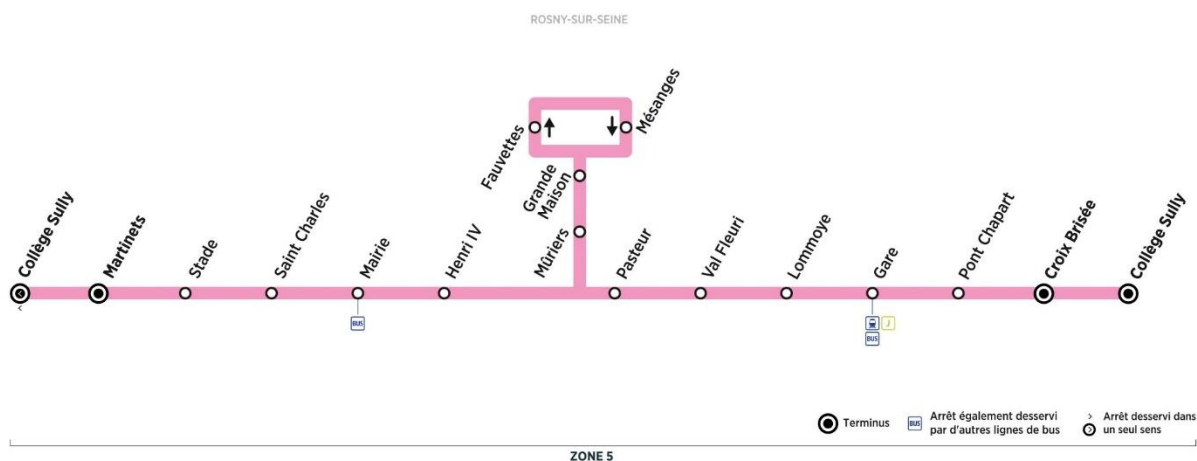 ROSNY-SUR-SEINE
Mésanges
Fauvettes
Grande
Maison
Mûriers
Collège Sully
Martinets
Stade
Saint Charles
Mairie
Henri IV
Pasteur
Val Fleuri
Lommoye
Gare
Pont Chapart
Croix Brisée
Collège Sully
<
BUS
J
BUS
Terminus
BUS
Arrêt également desservi
par d'autres lignes de bus
> Arrêt desservi dans
un seul sens
ZONE 5